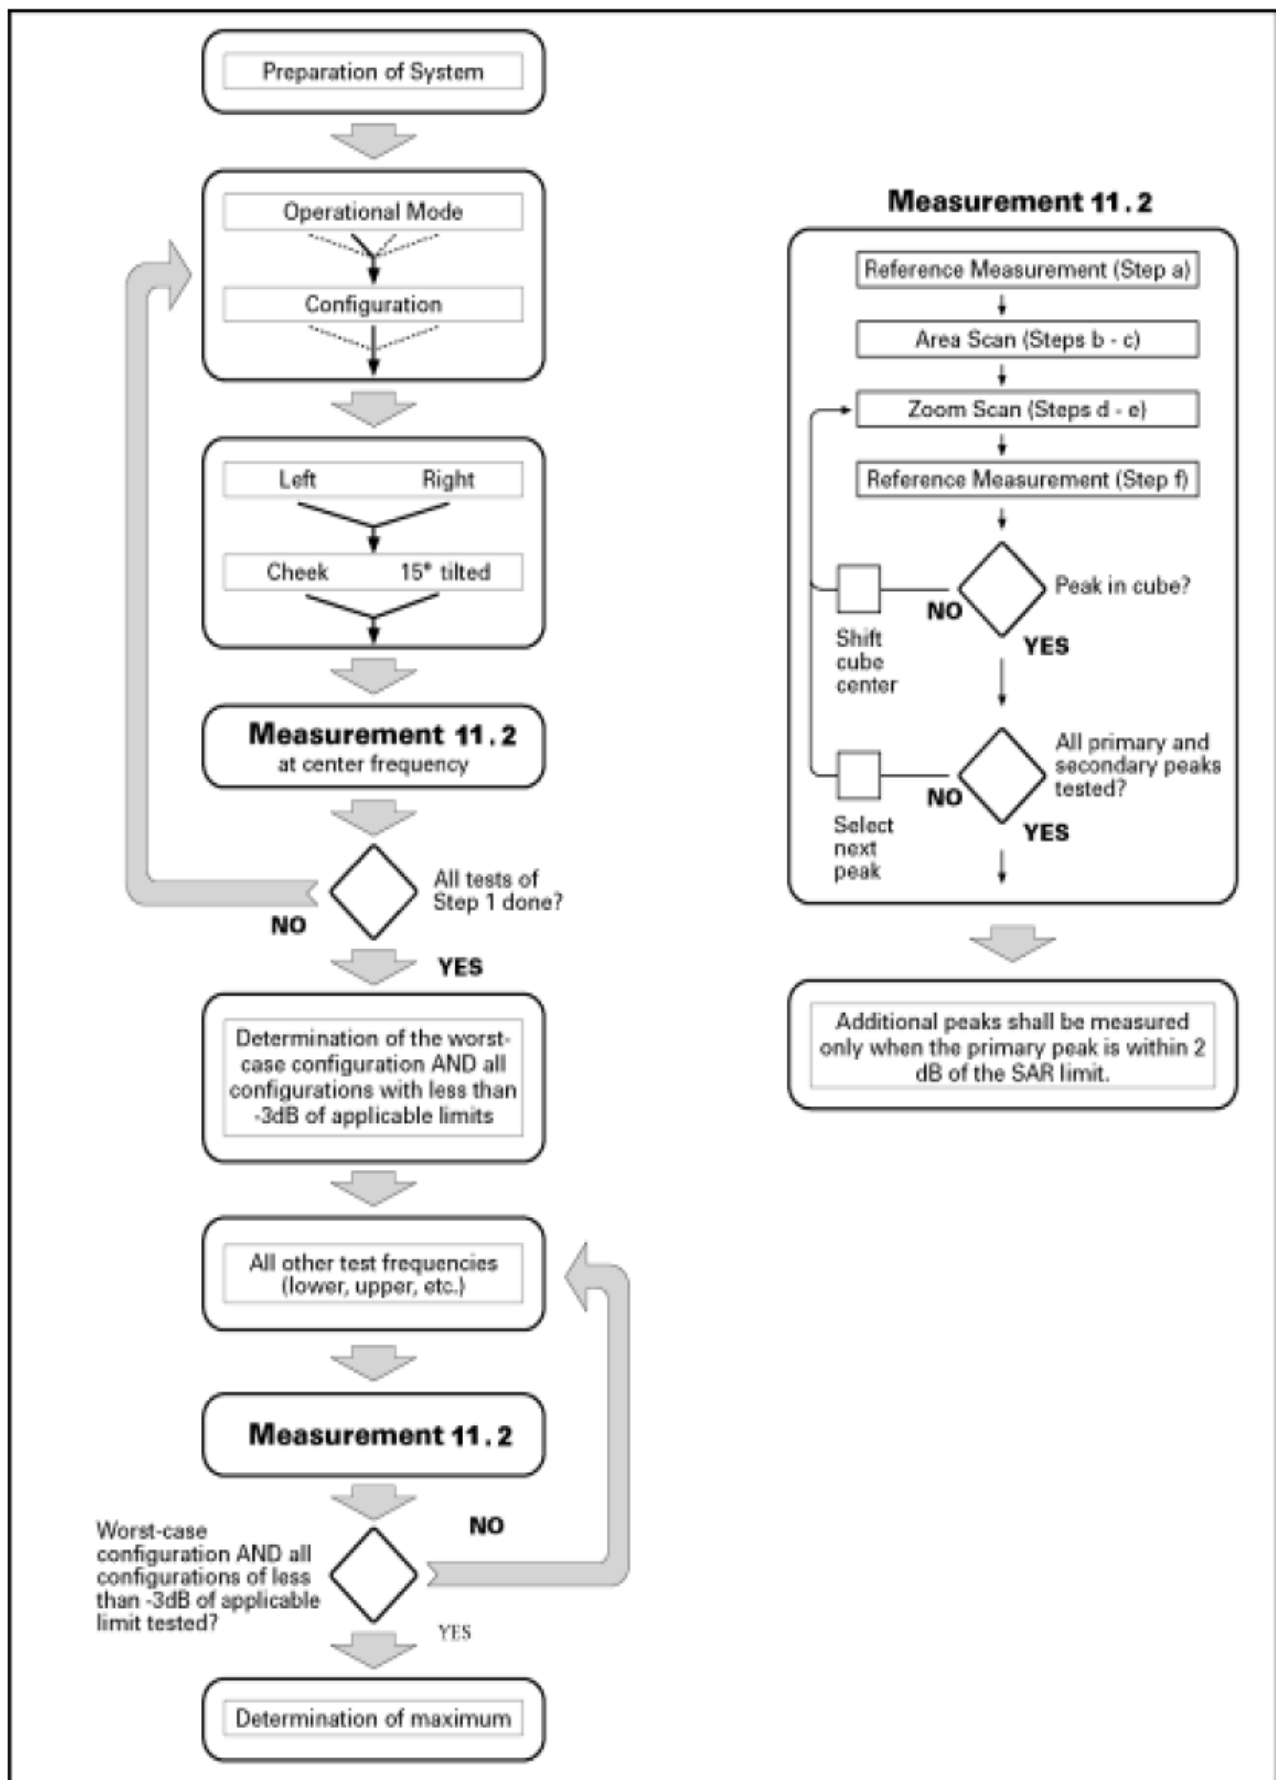 Preparation of System
Operational Mode
Configuration
Left Right
Cheek 15° tilted
Measurement 11.2
at center frequency
All tests of
Step 1 done?
NO
YES
Determination of the worst-
case configuration AND all
configurations with less than
-3dB of applicable limits
All other test frequencies
(lower, upper, etc.)
Measurement 11.2
NO
Worst-case
configuration AND all
configurations of less
than -3dB of applicable
limit tested?
YES
Determination of maximum
Measurement 11.2
Reference Measurement (Step a)
Area Scan (Steps b - c)
Zoom Scan (Steps d - e)
Reference Measurement (Step f)
Peak in cube?
NO
YES
Shift
cube
center
All primary and
secondary peaks
tested?
NO
YES
Select
next
peak
Additional peaks shall be measured
only when the primary peak is within 2
dB of the SAR limit.